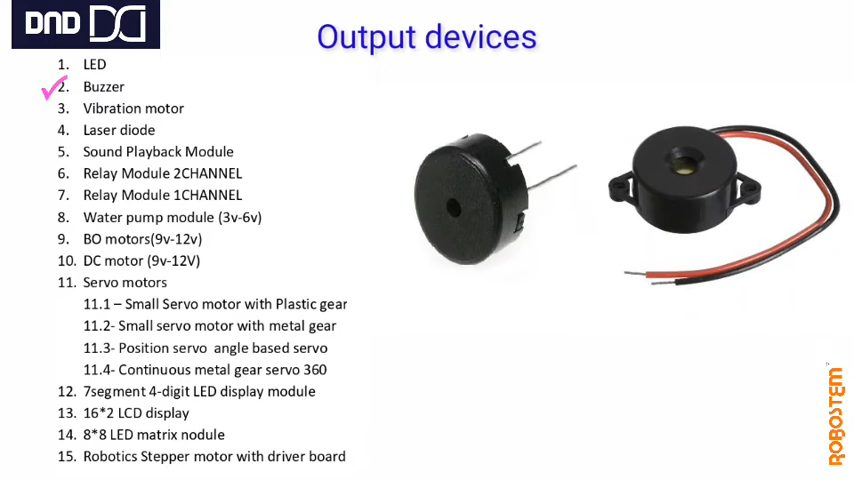 DND
Output devices
1. LED
2. Buzzer
3. Vibration motor
4. Laser diode
5. Sound Playback Module
6. Relay Module 2CHANNEL
7. Relay Module 1CHANNEL
8. Water pump module (3v-6v)
9. BO motors(9v-12v)
10. DC motor (9v-12V)
11. Servo motors
11.1 – Small Servo motor with Plastic gear
11.2- Small servo motor with metal gear
11.3- Position servo angle based servo
11.4- Continuous metal gear servo 360
12. 7segment 4-digit LED display module
13. 16*2 LCD display
14. 8*8 LED matrix nodule
15. Robotics Stepper motor with driver board
ROBOSTEM